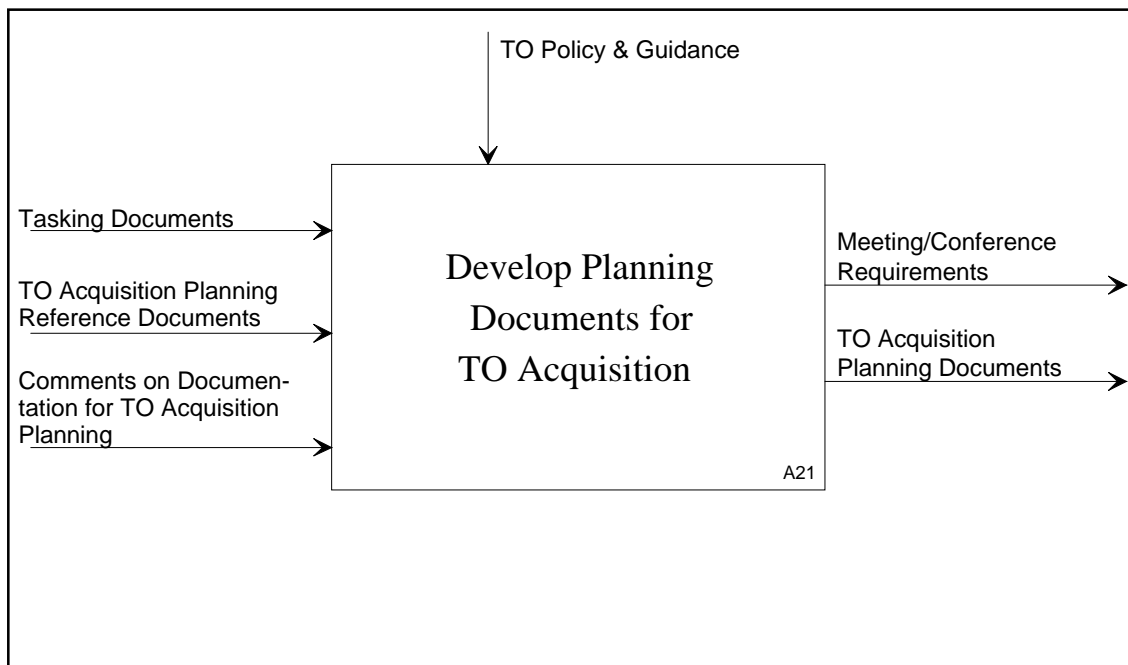 TO Policy & Guidance
Tasking Documents
TO Acquisition Planning
Reference Documents
Comments on Documen-
tation for TO Acquisition
Planning
Develop Planning
Documents for
TO Acquisition
A21
Meeting/Conference
Requirements
TO Acquisition
Planning Documents